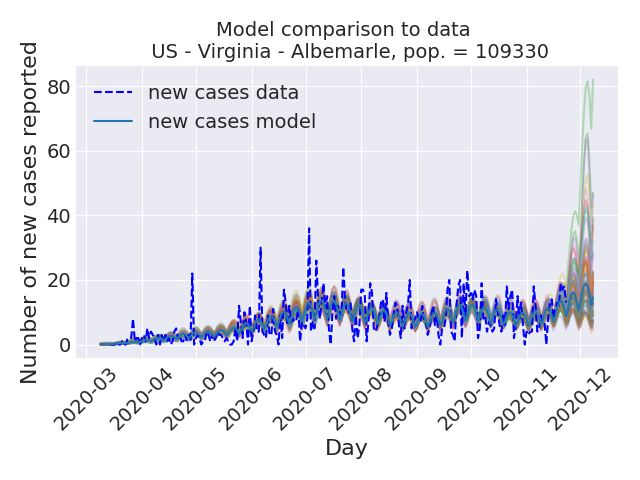 Model comparison to data
US - Virginia - Albemarle, pop. = 109330
new cases data
new cases model
Number of new cases reported
80
60
40
20
0
2020-03
2020-04
2020-05
2020-06
2020-07
2020-08
2020-09
2020-10
2020-11
2020-12
Day